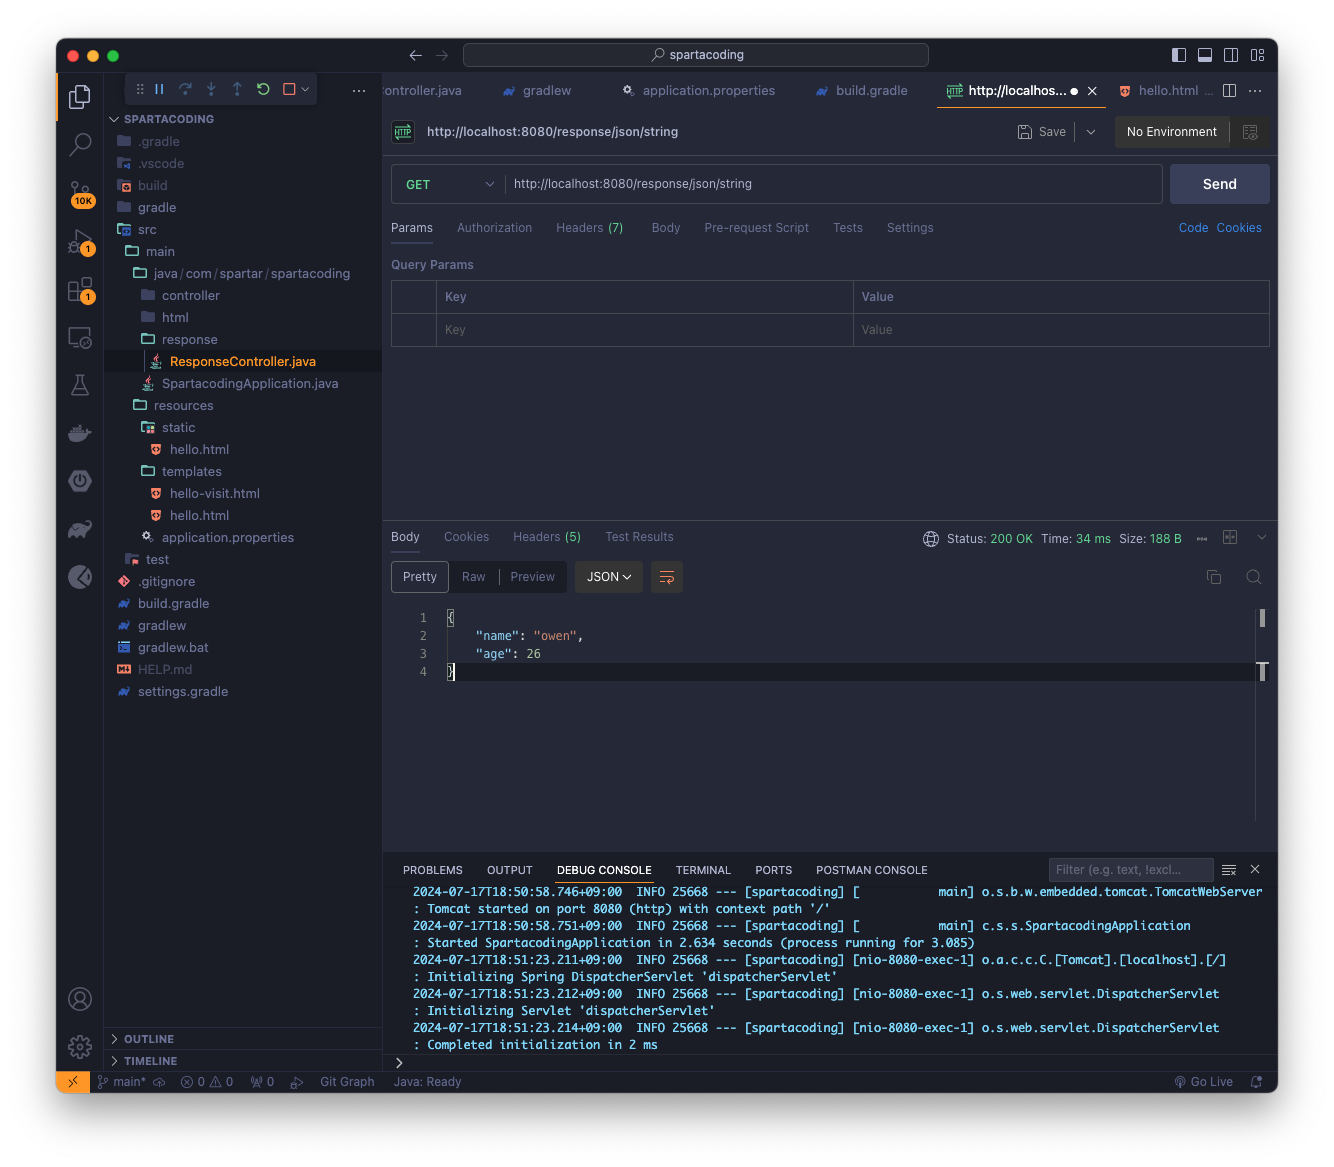 spartacoding
ontroller.java
gradlew
application.properties
build.gradle
http://localhos...
hello.html ...
SPARTACODING
.gradle
.vscode
build
gradle
src
main
java / com / spartar / spartacoding
controller
html
response
ResponseController.java
SpartacodingApplication.java
resources
static
hello.html
templates
hello-visit.html
hello.html
application.properties
test
.gitignore
build.gradle
gradlew
gradlew.bat
HELP.md
settings.gradle
OUTLINE
TIMELINE
10K
1
1
HTTP http://localhost:8080/response/json/string
Save
No Environment
GET http://localhost:8080/response/json/string
Send
Params Authorization Headers (7) Body Pre-request Script Tests Settings Code Cookies
Query Params
Key Value
Key Value
Body Cookies Headers (5) Test Results Status: 200 OK Time: 34 ms Size: 188 B
Pretty Raw Preview JSON
1 {
2 "name": "owen",
3 "age": 26
4 }
PROBLEMS OUTPUT DEBUG CONSOLE TERMINAL PORTS POSTMAN CONSOLE Filter (e.g. text, !excl...
2024-07-17T18:50:58.746+09:00  INFO 25668 --- [spartacoding] [           main] o.s.b.w.embedded.tomcat.TomcatWebServer
: Tomcat started on port 8080 (http) with context path '/'
2024-07-17T18:50:58.751+09:00  INFO 25668 --- [spartacoding] [           main] c.s.s.SpartacodingApplication
: Started SpartacodingApplication in 2.634 seconds (process running for 3.085)
2024-07-17T18:51:23.211+09:00  INFO 25668 --- [spartacoding] [nio-8080-exec-1] o.a.c.c.C.[Tomcat].[localhost].[/]
: Initializing Spring DispatcherServlet 'dispatcherServlet'
2024-07-17T18:51:23.212+09:00  INFO 25668 --- [spartacoding] [nio-8080-exec-1] o.s.web.servlet.DispatcherServlet
: Initializing Servlet 'dispatcherServlet'
2024-07-17T18:51:23.214+09:00  INFO 25668 --- [spartacoding] [nio-8080-exec-1] o.s.web.servlet.DispatcherServlet
: Completed initialization in 2 ms
main* 0 0 0 Git Graph Java: Ready Go Live